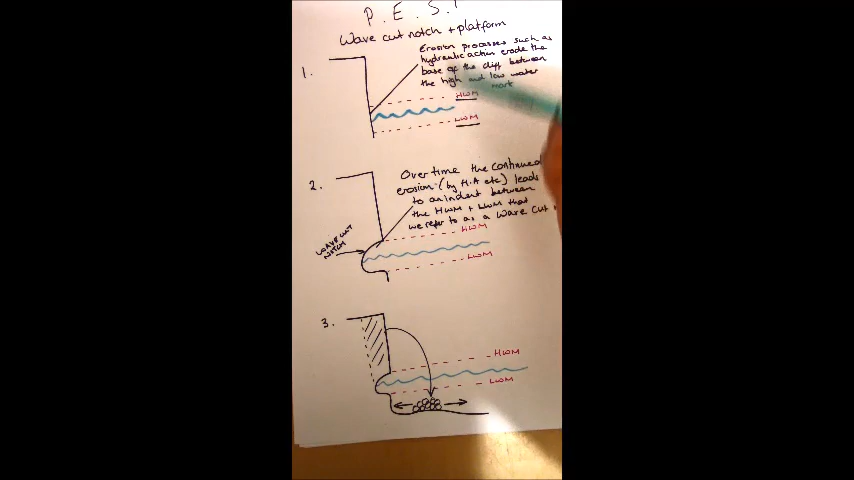 P. E. S.
Wave cut notch + platform
1.
Erosion processes such as
hydraulic action erode the
base of the cliff between
the high and low water
mark
HWM
LWM
2.
Over time the continued
erosion (by H.A etc) leads
to an indent between
the HWM + LWM that
we refer to as a Wave Cut
WAVE CUT
NOTCH
HWM
LWM
3.
HWM
LWM